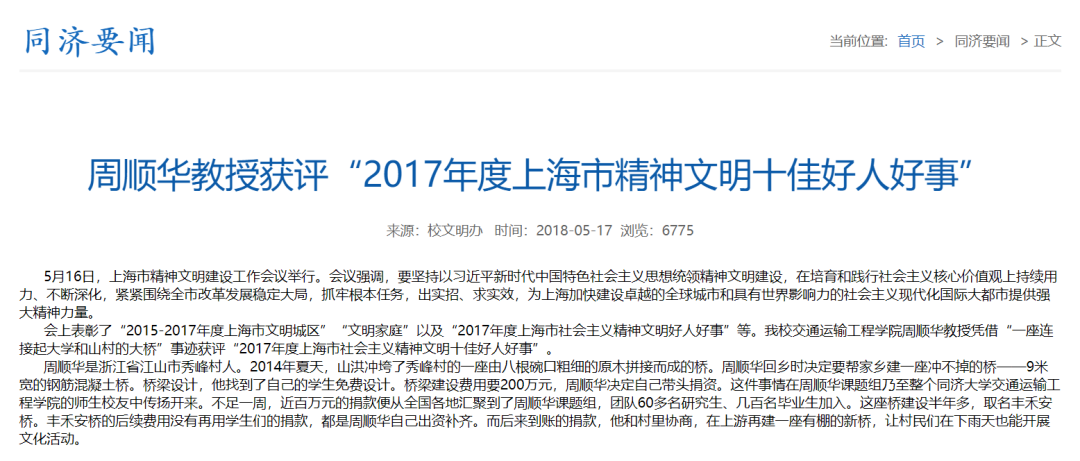 同济要闻
当前位置: 首页 > 同济要闻 > 正文
周顺华教授获评“2017年度上海市精神文明十佳好人好事”
来源：校文明办 时间：2018-05-17 浏览：6775
5月16日，上海市精神文明建设工作会议举行。会议强调，要坚持以习近平新时代中国特色社会主义思想统领精神文明建设，在培育和践行社会主义核心价值观上持续用
力、不断深化，紧紧围绕全市改革发展稳定大局，抓牢根本任务，出实招、求实效，为上海加快建设卓越的全球城市和具有世界影响力的社会主义现代化国际大都市提供强
大精神力量。
会上表彰了“2015-2017年度上海市文明城区”“文明家庭”以及“2017年度上海市社会主义精神文明好人好事”等。我校交通运输工程学院周顺华教授凭借“一座连
接起大学和山村的大桥”事迹获评“2017年度上海市社会主义精神文明十佳好人好事”。
周顺华是浙江省江山市秀峰村人。2014年夏天，山洪冲垮了秀峰村的一座由八根碗口粗细的原木拼接而成的桥。周顺华回乡时决定要帮家乡建一座冲不掉的桥——9米
宽的钢筋混凝土桥。桥梁设计，他找到了自己的学生免费设计。桥梁建设费用要200万元，周顺华决定自己带头捐资。这件事情在周顺华课题组乃至整个同济大学交通运输工
程学院的师生校友中传扬开来。不足一周，近百万元的捐款便从全国各地汇聚到了周顺华课题组，团队60多名研究生、几百名毕业生加入。这座桥建设半年多，取名丰禾安
桥。丰禾安桥的后续费用没有再用学生们的捐款，都是周顺华自己出资补齐。而后来到账的捐款，他和村里协商，在上游再建一座有棚的新桥，让村民们在下雨天也能开展
文化活动。